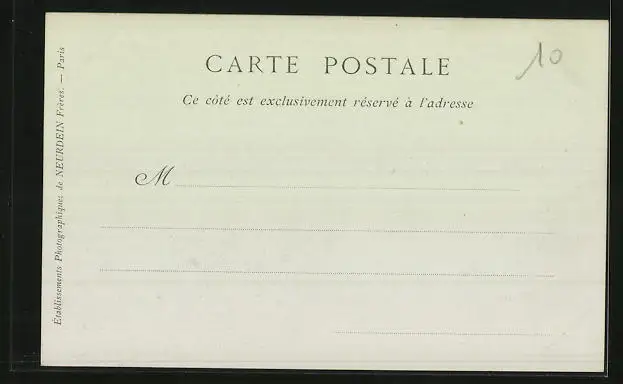 CARTE POSTALE
10
Ce côté est exclusivement réservé à l'adresse
M
Établissements Photographiques de NEURDEIN Frères. — Paris